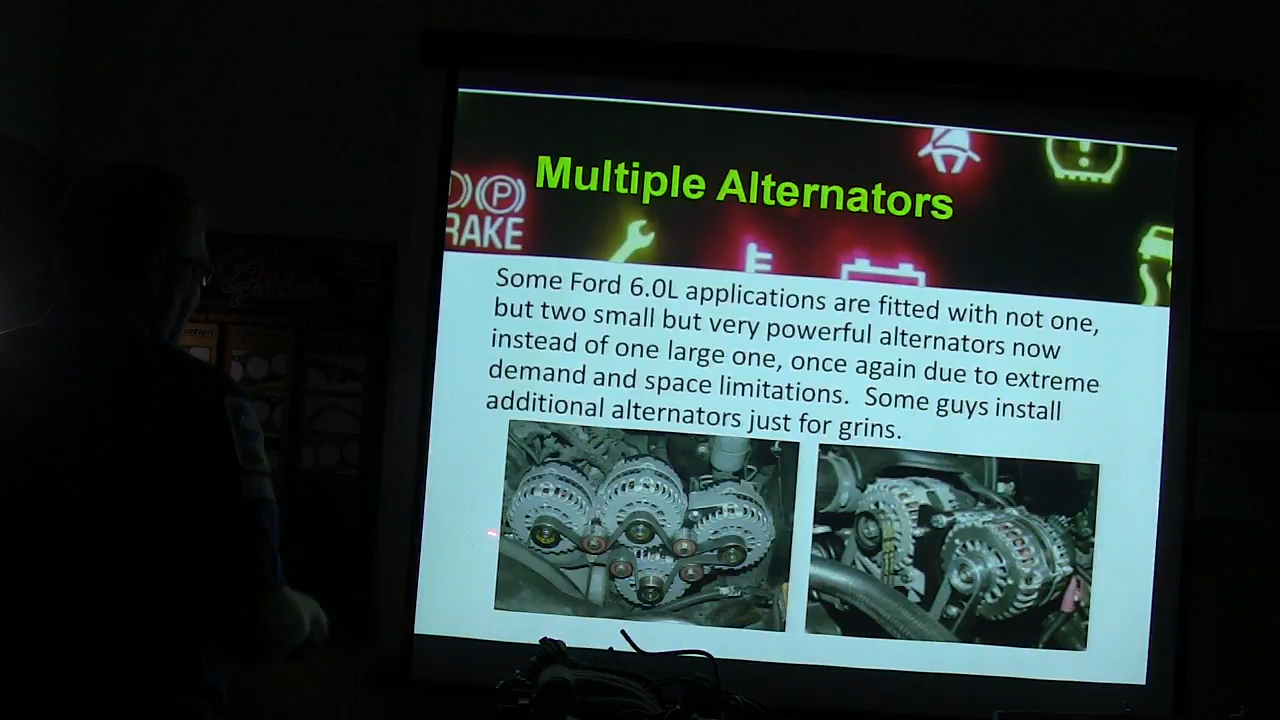 Multiple Alternators
(P)
RAKE
Some Ford 6.0L applications are fitted with not one,
but two small but very powerful alternators now
instead of one large one, once again due to extreme
demand and space limitations.  Some guys install
additional alternators just for grins.